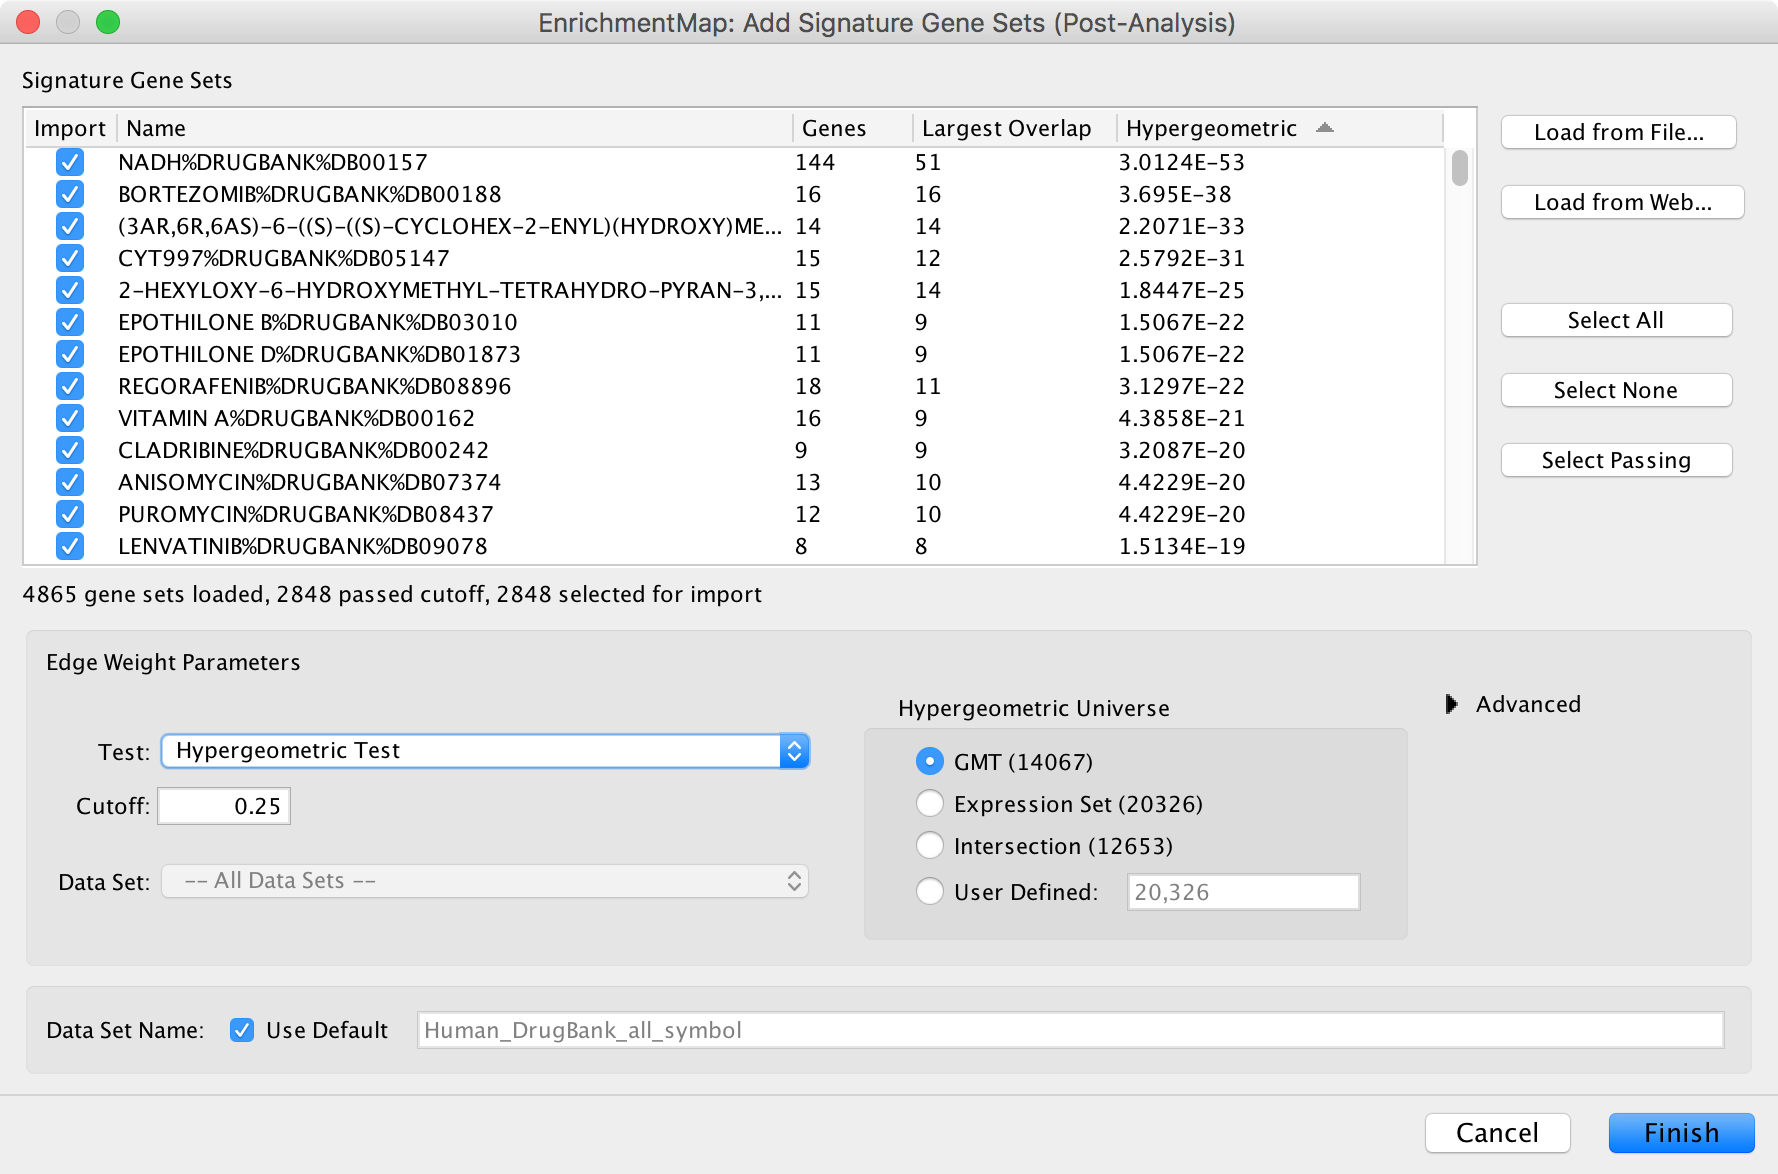 EnrichmentMap: Add Signature Gene Sets (Post-Analysis)
Signature Gene Sets
Import Name Genes Largest Overlap Hypergeometric
NADH%DRUGBANK%DB00157 144 51 3.0124E-53
BORTEZOMIB%DRUGBANK%DB00188 16 16 3.695E-38
(3AR,6R,6AS)-6-((S)-((S)-CYCLOHEX-2-ENYL)(HYDROXY)ME... 14 14 2.2071E-33
CYT997%DRUGBANK%DB05147 15 12 2.5792E-31
2-HEXYLOXY-6-HYDROXYMETHYL-TETRAHYDRO-PYRAN-3,... 15 14 1.8447E-25
EPOTHILONE B%DRUGBANK%DB03010 11 9 1.5067E-22
EPOTHILONE D%DRUGBANK%DB01873 11 9 1.5067E-22
REGORAFENIB%DRUGBANK%DB08896 18 11 3.1297E-22
VITAMIN A%DRUGBANK%DB00162 16 9 4.3858E-21
CLADRIBINE%DRUGBANK%DB00242 9 9 3.2087E-20
ANISOMYCIN%DRUGBANK%DB07374 13 10 4.4229E-20
PUROMYCIN%DRUGBANK%DB08437 12 10 4.4229E-20
LENVATINIB%DRUGBANK%DB09078 8 8 1.5134E-19
Load from File...
Load from Web...
Select All
Select None
Select Passing
4865 gene sets loaded, 2848 passed cutoff, 2848 selected for import
Edge Weight Parameters
Test: Hypergeometric Test
Cutoff: 0.25
Data Set: -- All Data Sets --
Hypergeometric Universe
GMT (14067)
Expression Set (20326)
Intersection (12653)
User Defined: 20,326
Advanced
Data Set Name: Use Default Human_DrugBank_all_symbol
Cancel Finish